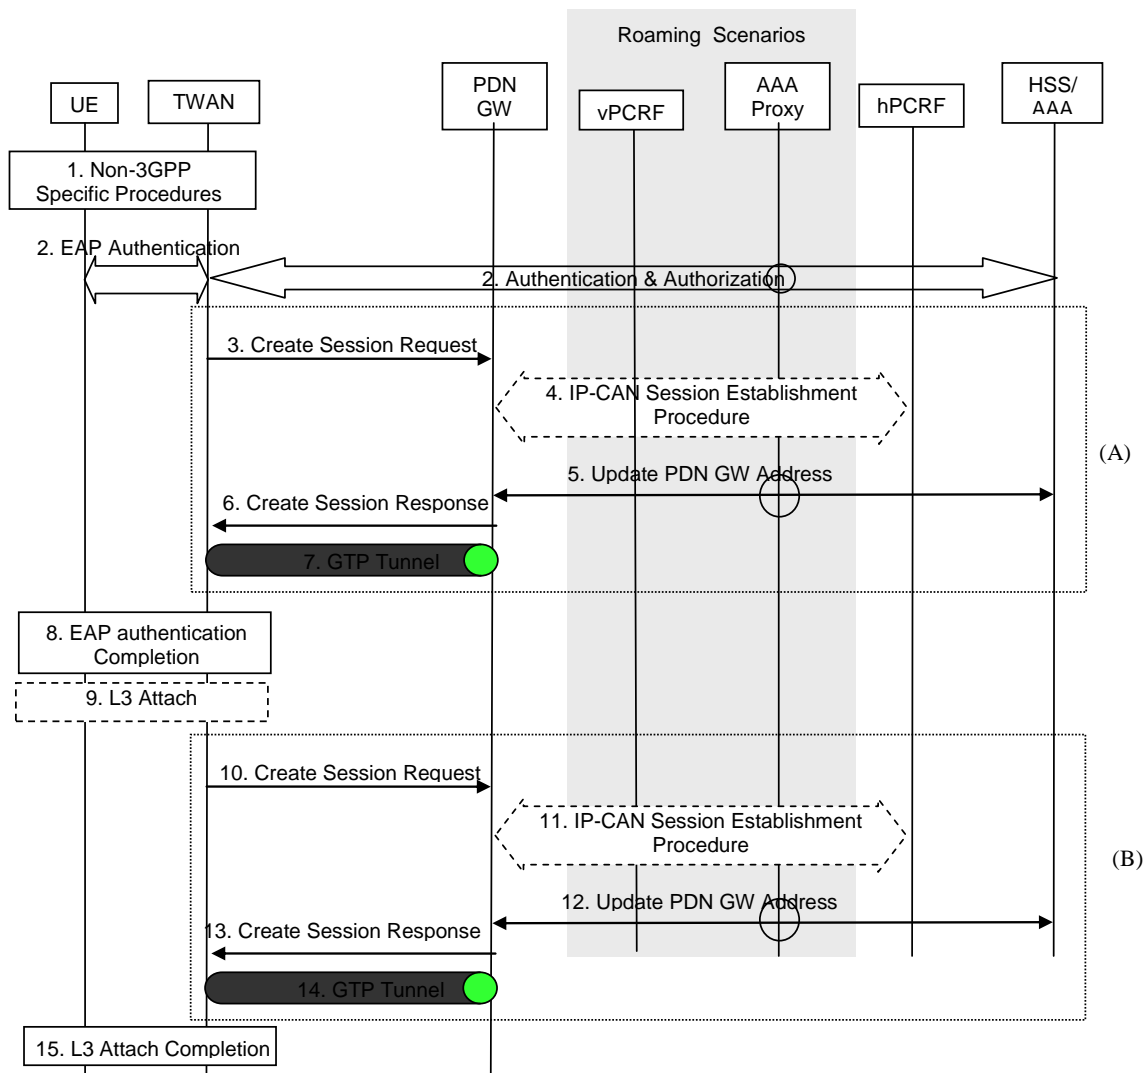 Roaming Scenarios
UE
TWAN
PDN
GW
vPCRF
AAA
Proxy
hPCRF
HSS/
AAA
1. Non-3GPP
Specific Procedures
2. EAP Authentication
2. Authentication & Authorization
3. Create Session Request
4. IP-CAN Session Establishment
Procedure
(A)
5. Update PDN GW Address
6. Create Session Response
7. GTP Tunnel
8. EAP authentication
Completion
9. L3 Attach
10. Create Session Request
11. IP-CAN Session Establishment
Procedure
(B)
12. Update PDN GW Address
13. Create Session Response
14. GTP Tunnel
15. L3 Attach Completion